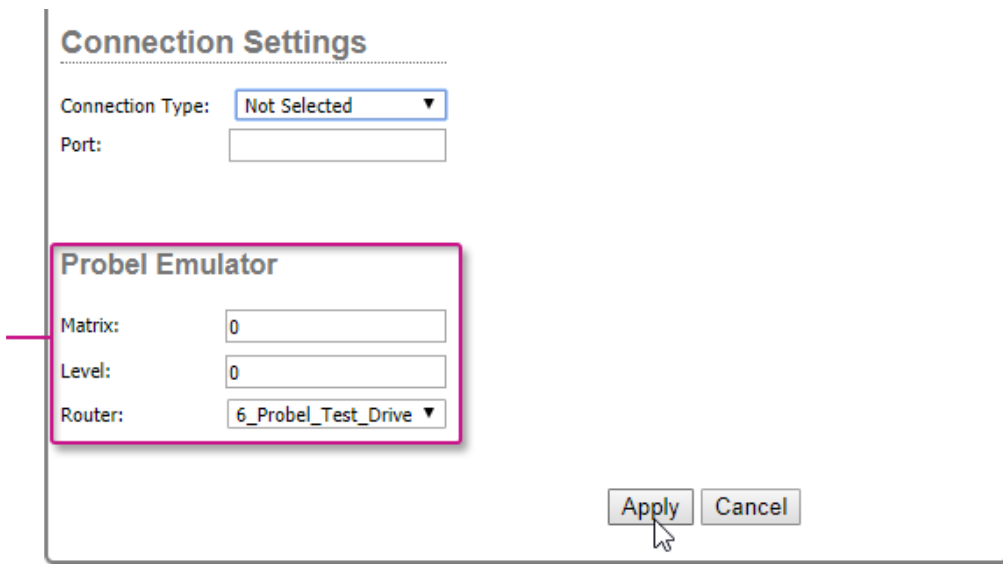 Connection Settings
Connection Type: Not Selected
Port:
Probel Emulator
Matrix: 0
Level: 0
Router: 6_Probel_Test_Drive
Apply Cancel